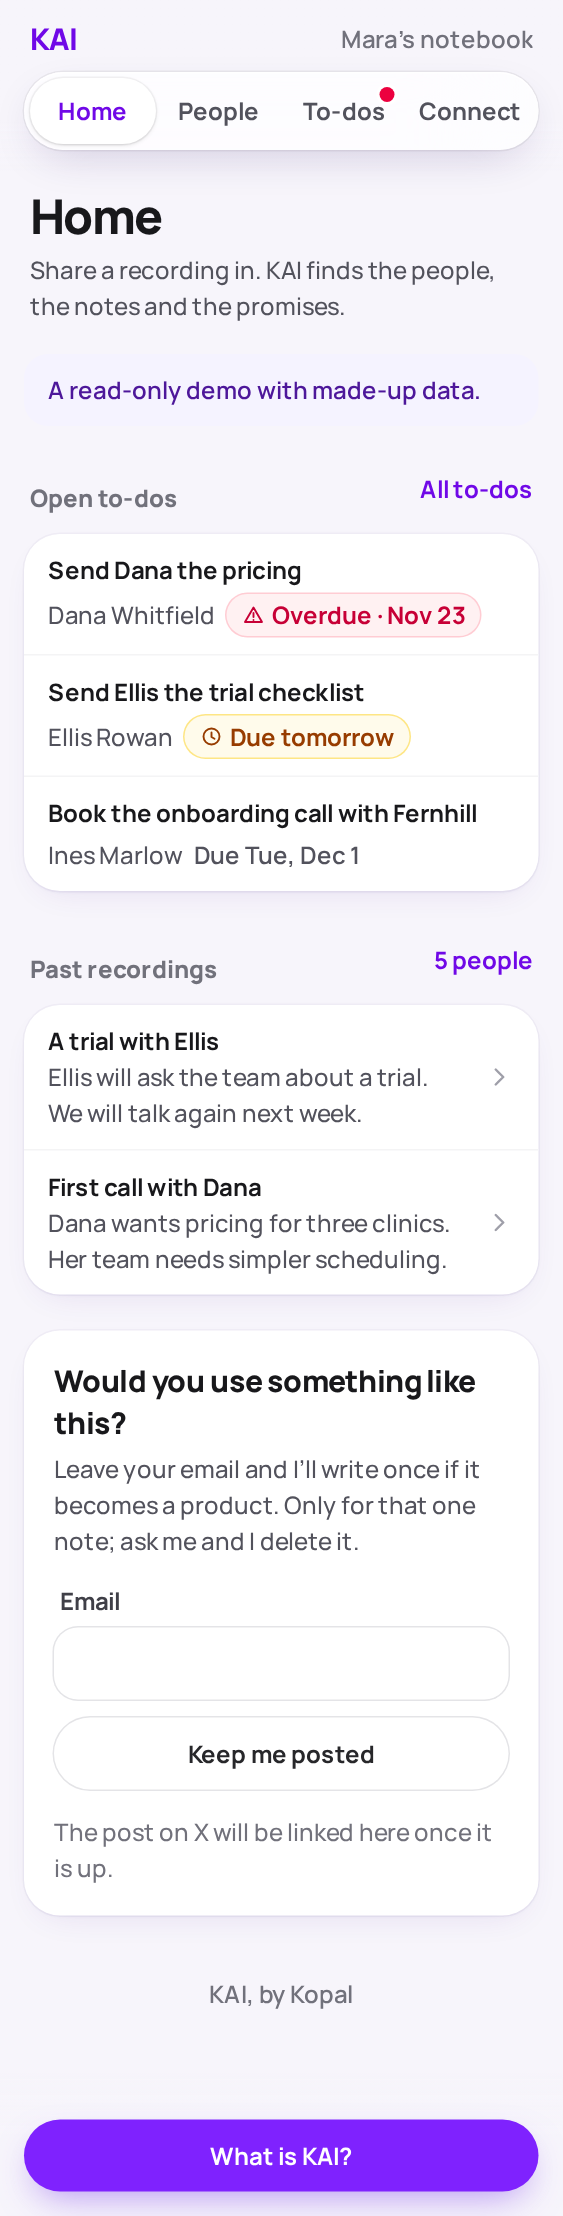 KAI
Mara’s notebook
Home
People
To-dos
Connect
Home
Share a recording in. KAI finds the people,
the notes and the promises.
A read-only demo with made-up data.
Open to-dos
All to-dos
Send Dana the pricing
Dana Whitfield
Overdue · Nov 23
Send Ellis the trial checklist
Ellis Rowan
Due tomorrow
Book the onboarding call with Fernhill
Ines Marlow
Due Tue, Dec 1
Past recordings
5 people
A trial with Ellis
Ellis will ask the team about a trial.
We will talk again next week.
First call with Dana
Dana wants pricing for three clinics.
Her team needs simpler scheduling.
Would you use something like
this?
Leave your email and I’ll write once if it
becomes a product. Only for that one
note; ask me and I delete it.
Email
Keep me posted
The post on X will be linked here once it
is up.
KAI, by Kopal
What is KAI?